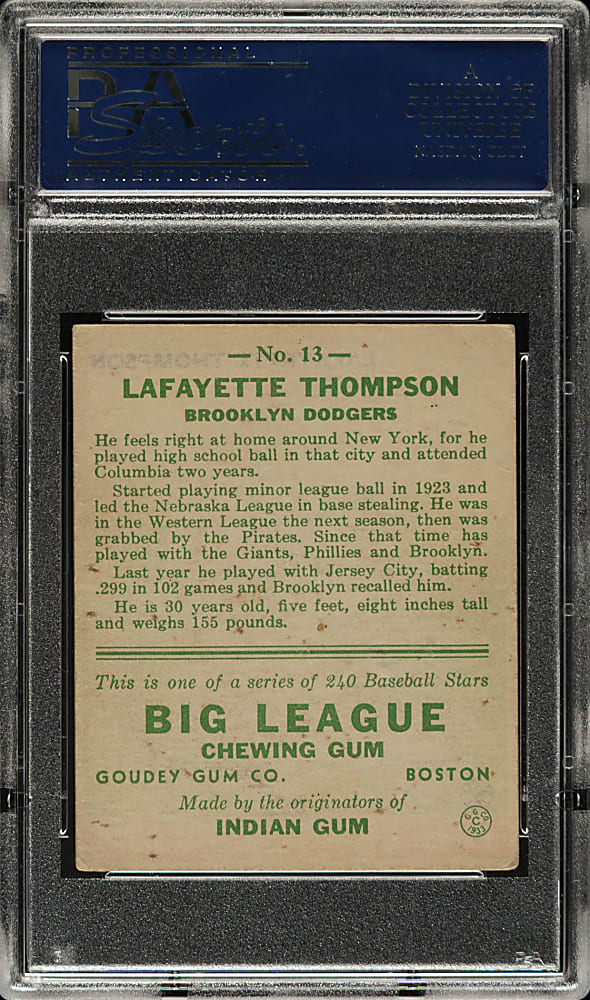 PROFESSIONAL
PSA
Sports
AUTHENTICATOR
A
DIVISION OF
COLLECTORS
UNIVERSE
NASDAQ: CLCT
— No. 13 —
LAFAYETTE THOMPSON
BROOKLYN DODGERS
He feels right at home around New York, for he
played high school ball in that city and attended
Columbia two years.
Started playing minor league ball in 1923 and
led the Nebraska League in base stealing. He was
in the Western League the next season, then was
grabbed by the Pirates. Since that time has
played with the Giants, Phillies and Brooklyn.
Last year he played with Jersey City, batting
.299 in 102 games and Brooklyn recalled him.
He is 30 years old, five feet, eight inches tall
and weighs 155 pounds.
This is one of a series of 240 Baseball Stars
BIG LEAGUE
CHEWING GUM
GOUDEY GUM CO. BOSTON
Made by the originators of
INDIAN GUM
G. G. CO.
C
1933
PSA